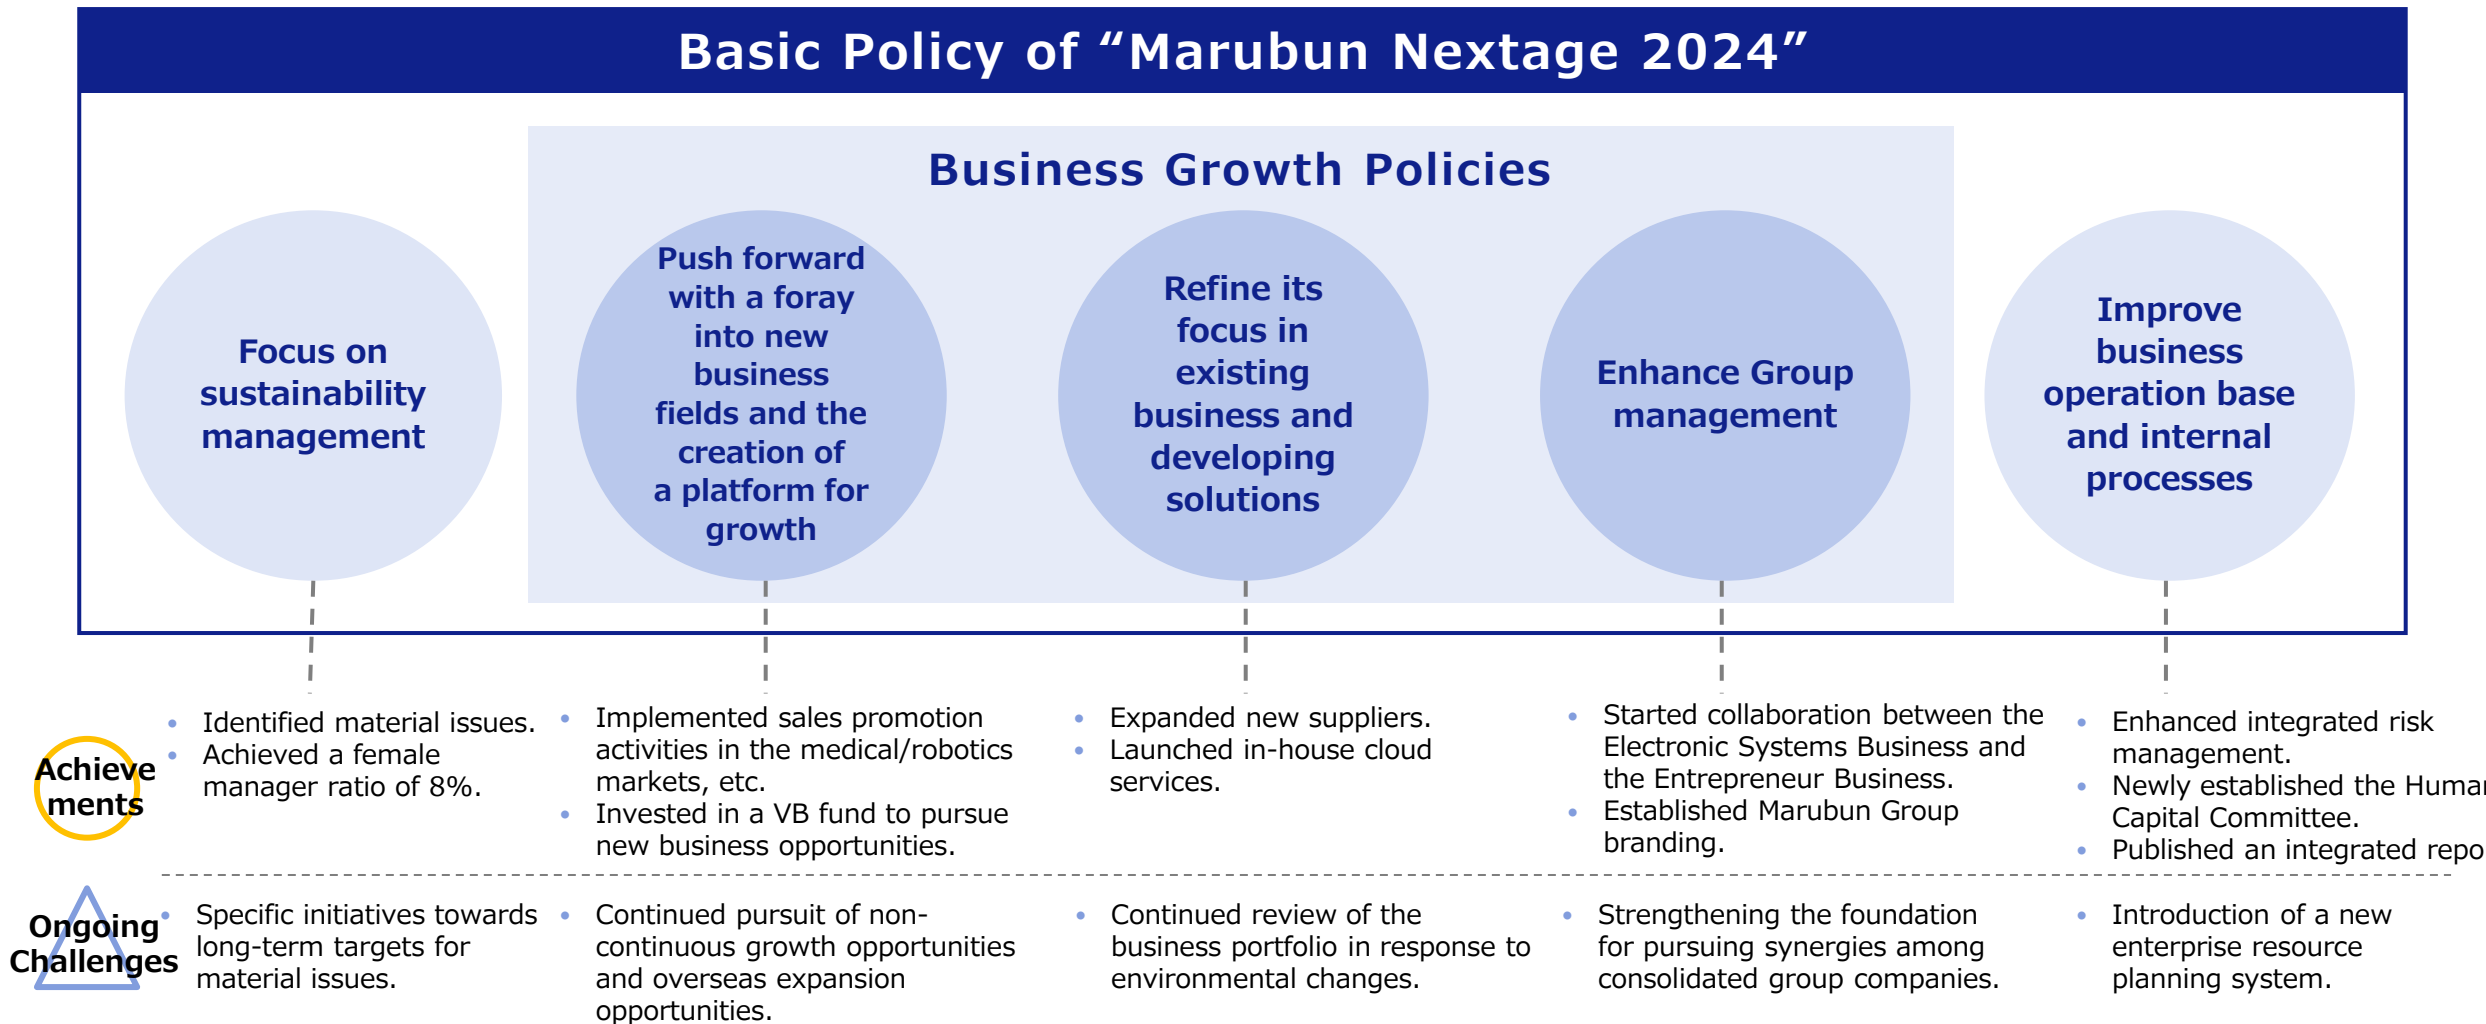 Basic Policy of “Marubun Nextage 2024”
Business Growth Policies
Focus on
sustainability
management
Push forward
with a foray
into new
business
fields and the
creation of
a platform for
growth
Refine its
focus in
existing
business and
developing
solutions
Enhance Group
management
Improve
business
operation base
and internal
processes
Achieve
ments
• Identified material issues.
• Achieved a female
manager ratio of 8%.
• Implemented sales promotion
activities in the medical/robotics
markets, etc.
• Invested in a VB fund to pursue
new business opportunities.
• Expanded new suppliers.
• Launched in-house cloud
services.
• Started collaboration between the
Electronic Systems Business and
the Entrepreneur Business.
• Established Marubun Group
branding.
• Enhanced integrated risk
management.
• Newly established the Human
Capital Committee.
• Published an integrated
Ongoing
Challenges
• Specific initiatives towards
long-term targets for
material issues.
• Continued pursuit of non-
continuous growth opportunities
and overseas expansion
opportunities.
• Continued review of the
business portfolio in response to
environmental changes.
• Strengthening the foundation
for pursuing synergies among
consolidated group companies.
• Introduction of a new
enterprise resource
planning system.